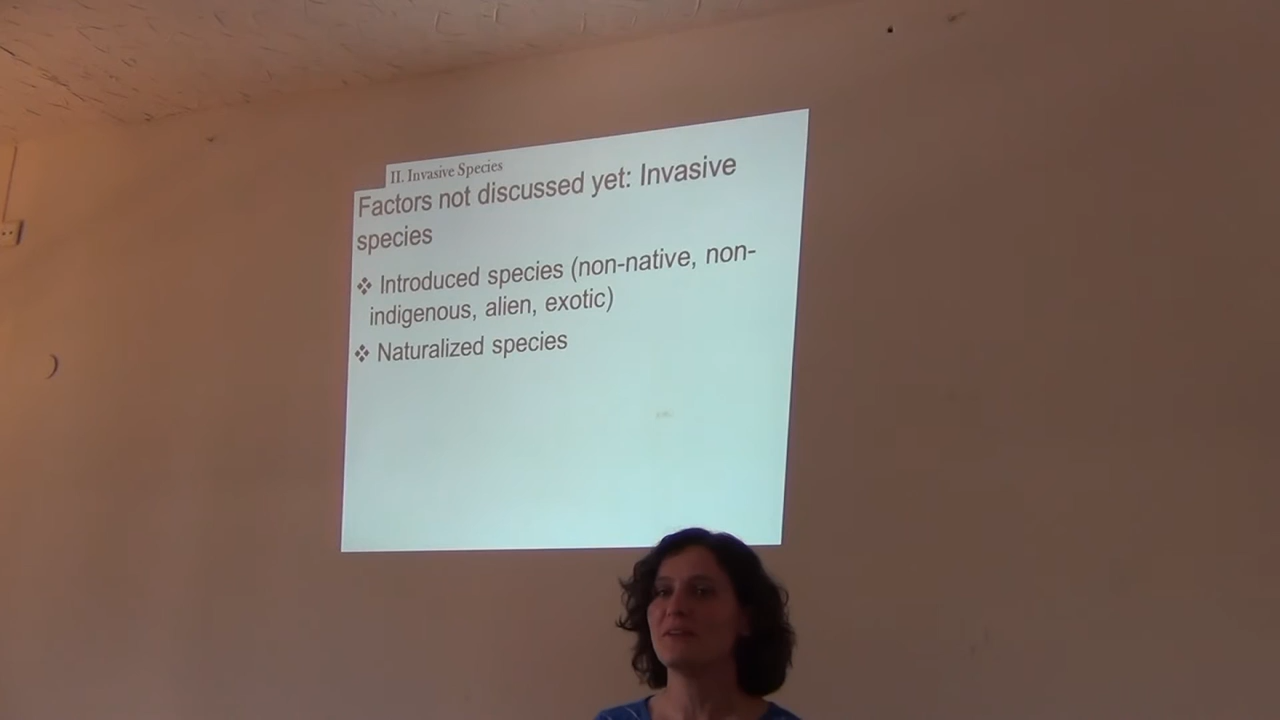 II. Invasive Species
Factors not discussed yet: Invasive
species
❖ Introduced species (non-native, non-
indigenous, alien, exotic)
❖ Naturalized species